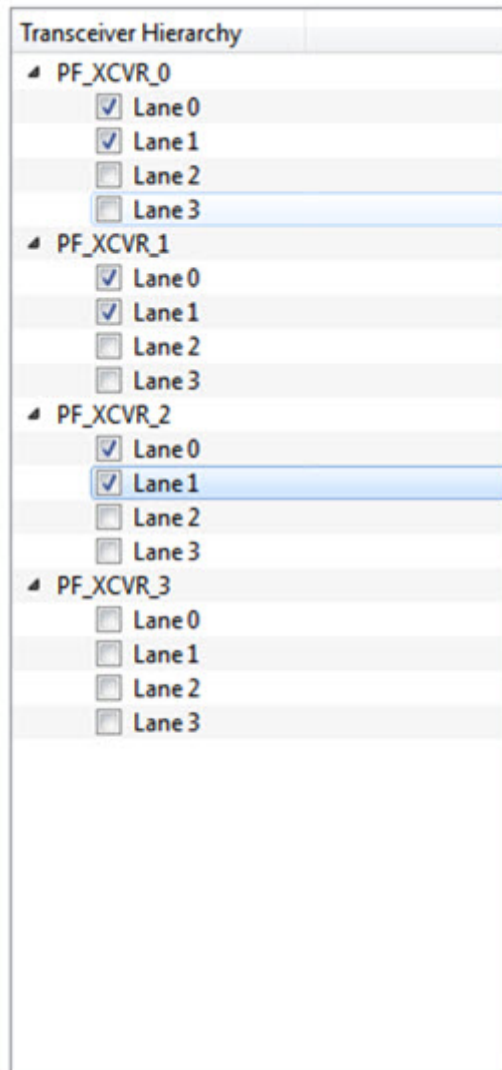 Transceiver Hierarchy
PF_XCVR_0
Lane 0
Lane 1
Lane 2
Lane 3
PF_XCVR_1
Lane 0
Lane 1
Lane 2
Lane 3
PF_XCVR_2
Lane 0
Lane 1
Lane 2
Lane 3
PF_XCVR_3
Lane 0
Lane 1
Lane 2
Lane 3